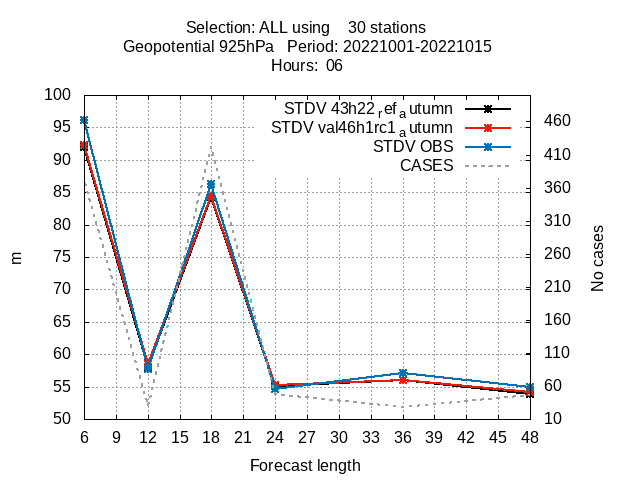 Selection: ALL using 30 stations
Geopotential 925hPa Period: 20221001-20221015
Hours: 06
STDV 43h22ref autumn
STDV val46h1rc1autumn
STDV OBS
CASES
100
95
90
85
80
75
70
65
60
55
50
m
460
410
360
310
260
210
160
110
60
10
No cases
6 9 12 15 18 21 24 27 30 33 36 39 42 45 48
Forecast length